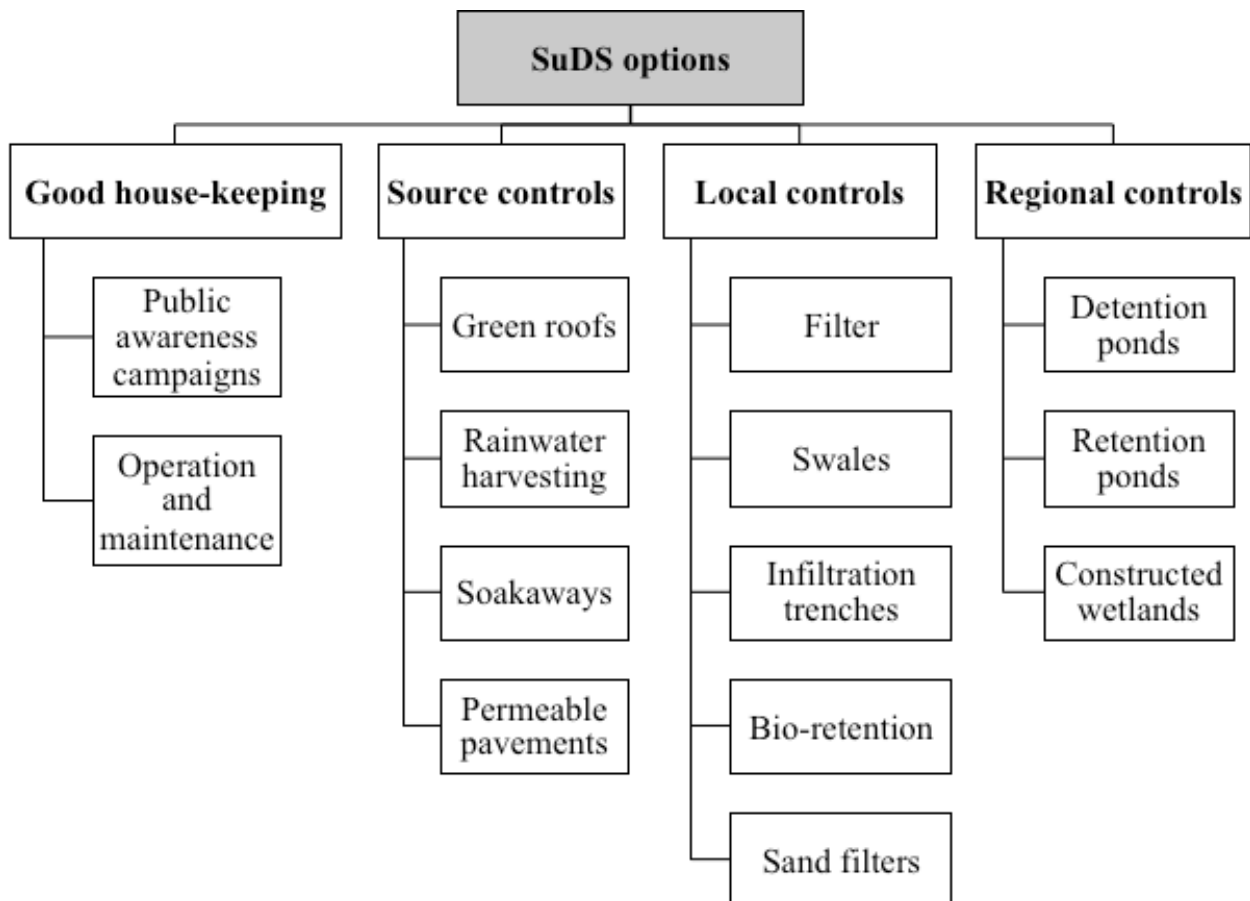 SuDS options
Good house-keeping
Source controls
Local controls
Regional controls
Public
awareness
campaigns
Operation
and
maintenance
Green roofs
Rainwater
harvesting
Soakaways
Permeable
pavements
Filter
Swales
Infiltration
trenches
Bio-retention
Sand filters
Detention
ponds
Retention
ponds
Constructed
wetlands